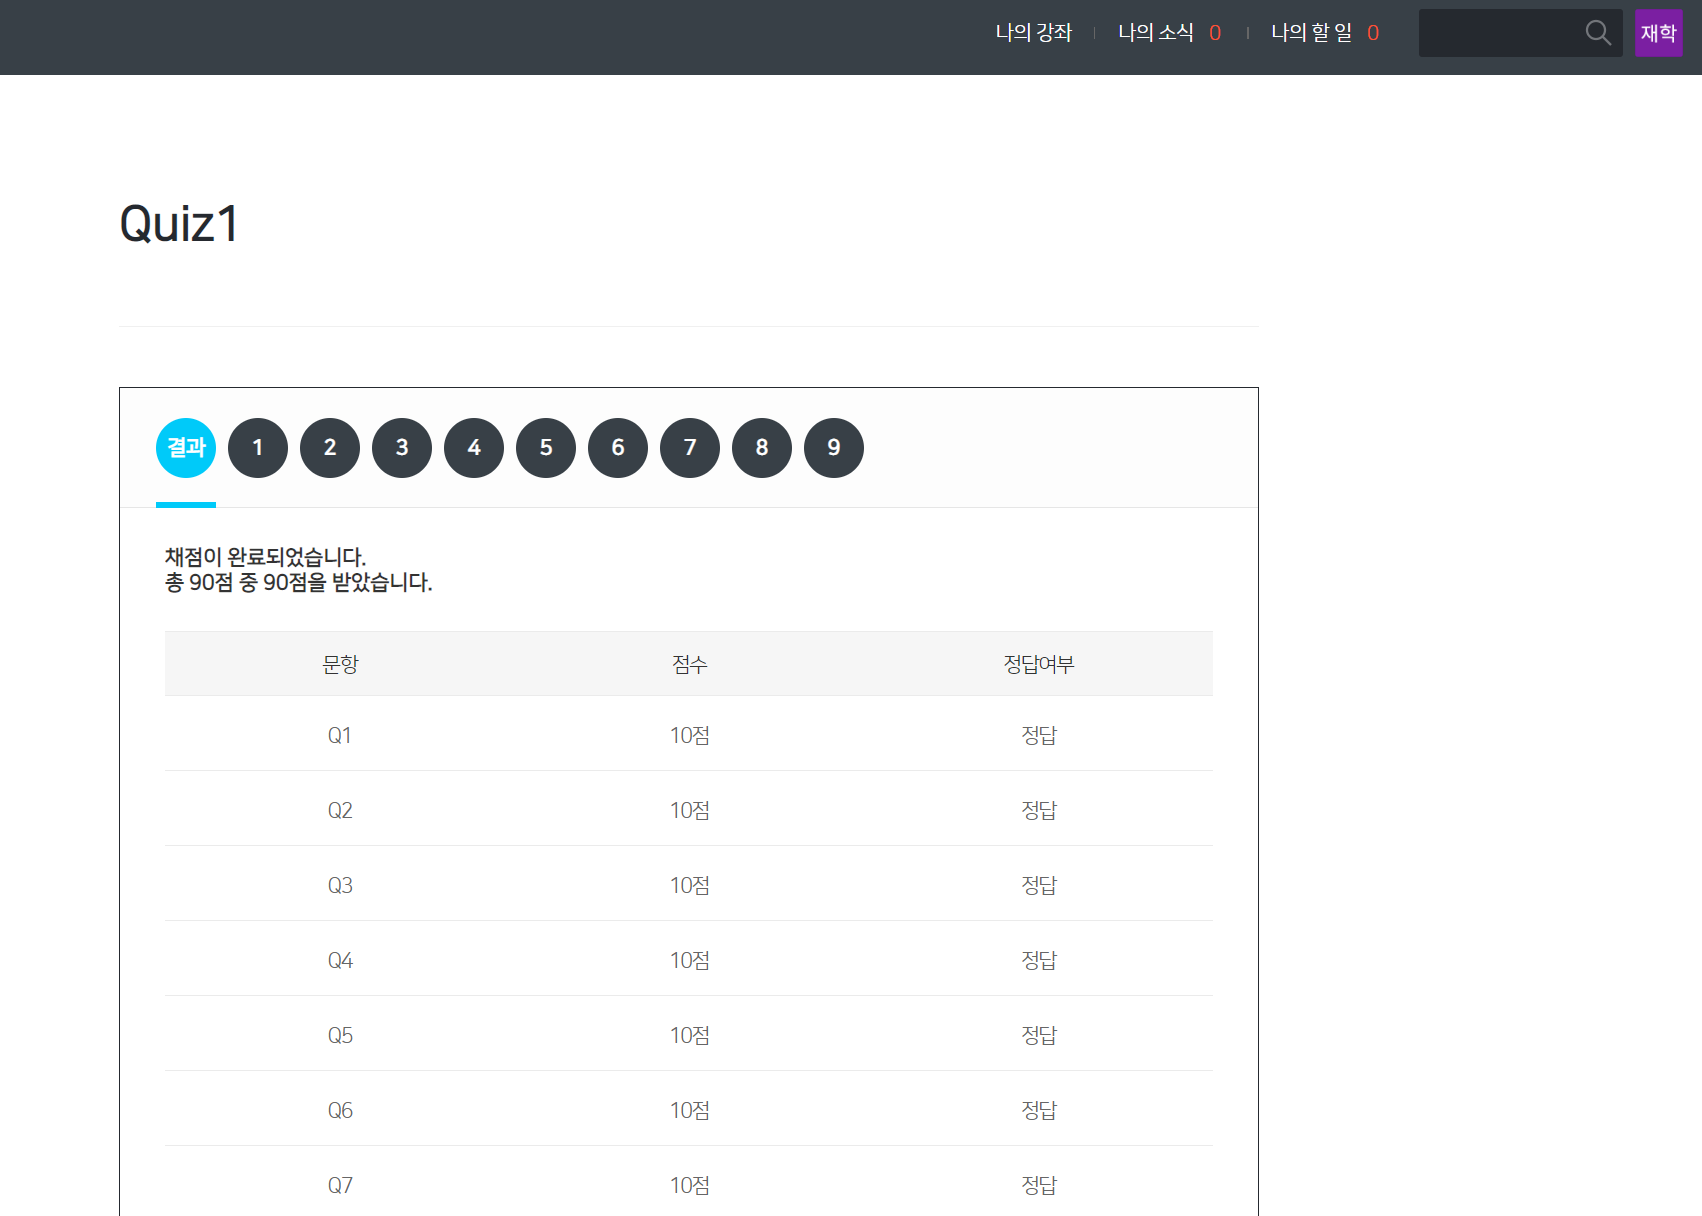 나의 강좌 나의 소식 0 나의 할 일 0 재학
Quiz1
결과 1 2 3 4 5 6 7 8 9
채점이 완료되었습니다.
총 90점 중 90점을 받았습니다.
문항 점수 정답여부
Q1 10점 정답
Q2 10점 정답
Q3 10점 정답
Q4 10점 정답
Q5 10점 정답
Q6 10점 정답
Q7 10점 정답